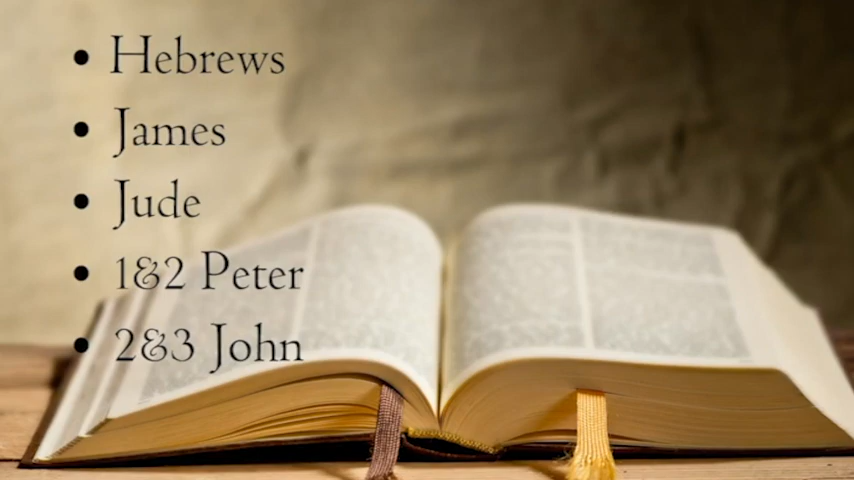 • Hebrews
• James
• Jude
• 1&2 Peter
• 2&3 John